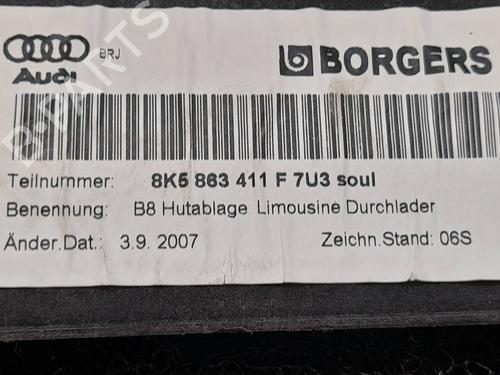 BRJ
Audi
BORGERS
Teilnummer: 8K5 863 411 F 7U3 soul
Benennung: B8 Hutablage Limousine Durchlader
Änder.Dat.: 3.9. 2007 Zeichn.Stand: 06S
B-PARTS